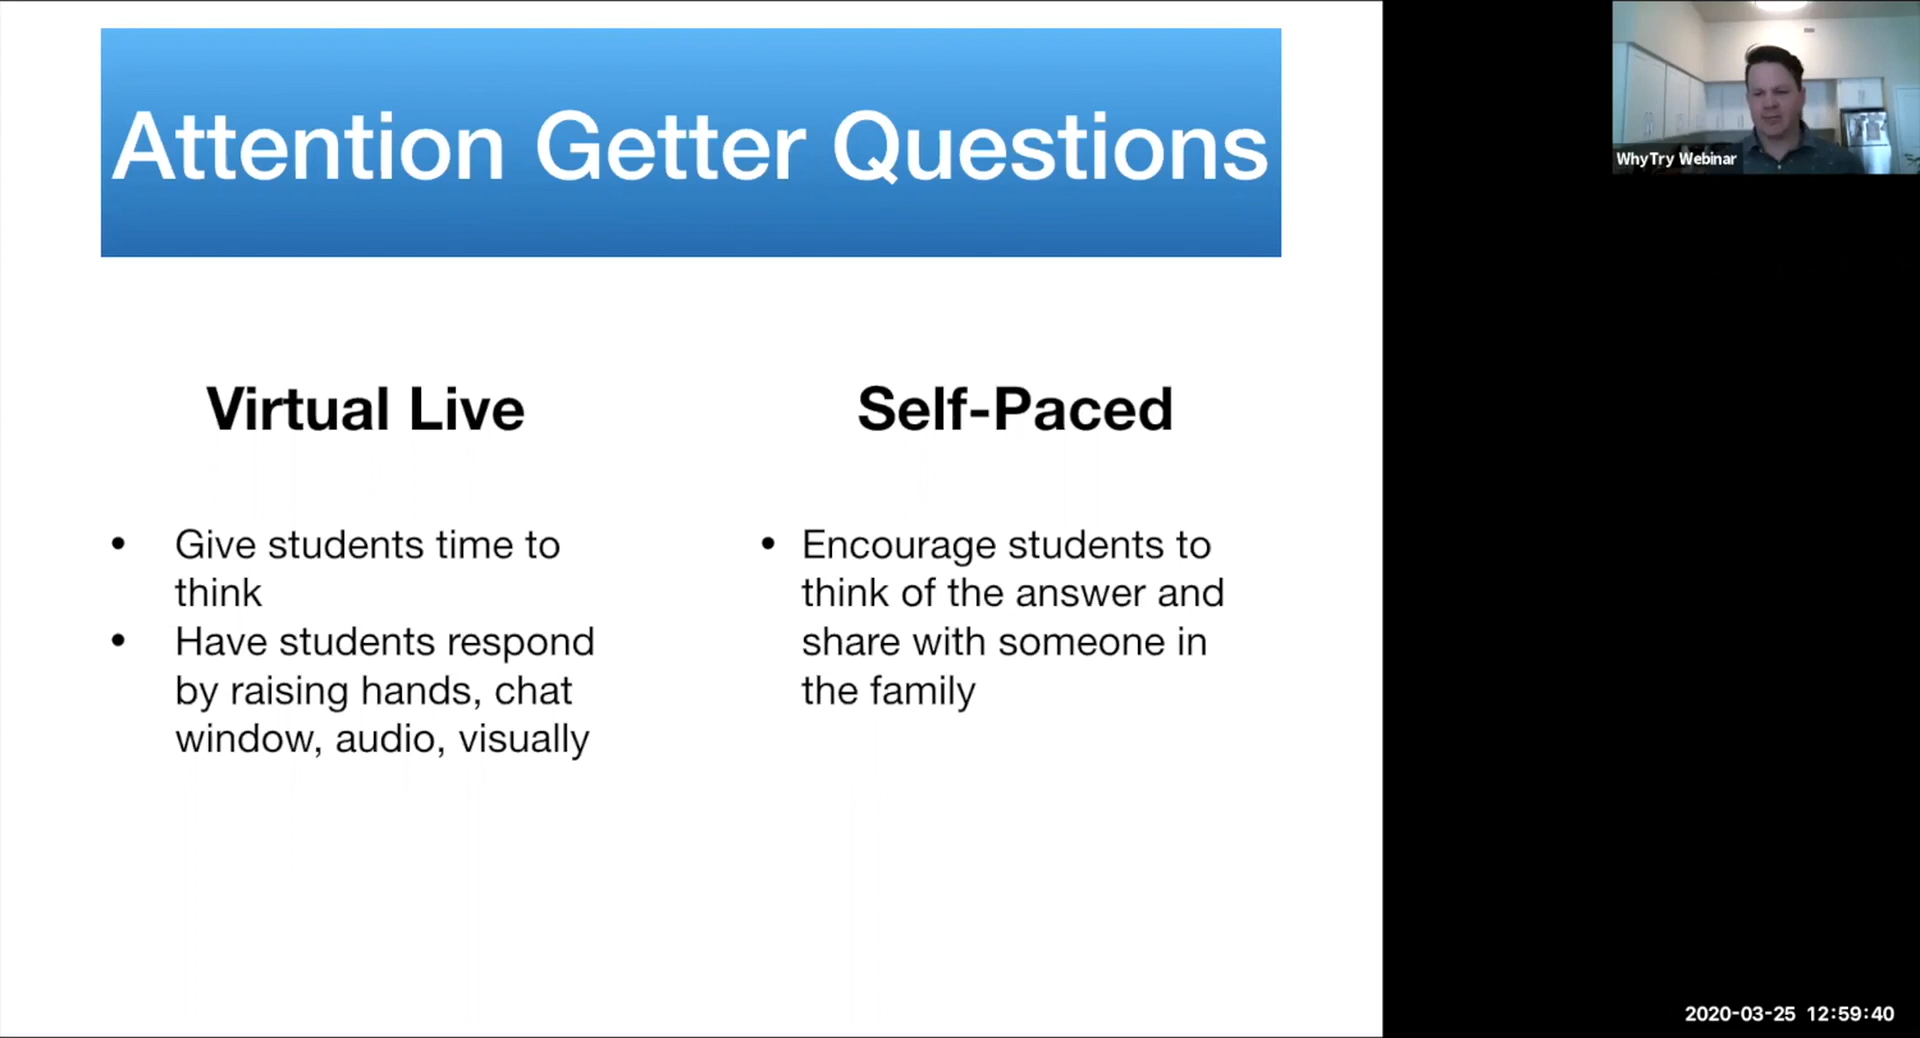 Attention Getter Questions
Virtual Live
• Give students time to
think
• Have students respond
by raising hands, chat
window, audio, visually
Self-Paced
• Encourage students to
think of the answer and
share with someone in
the family
WhyTry Webinar
2020-03-25 12:59:40